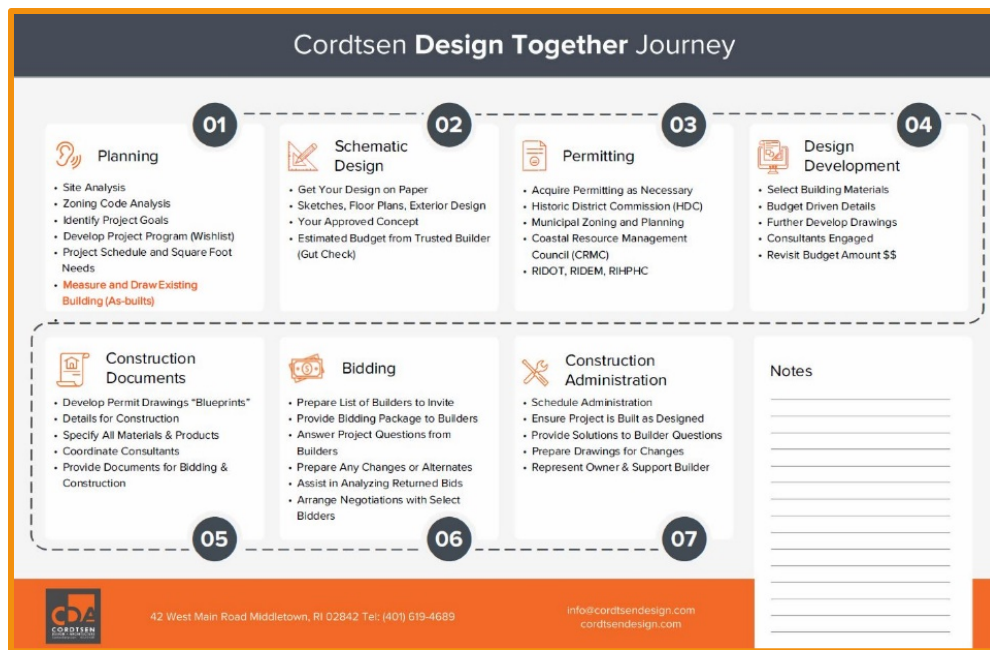 Cordtsen Design Together Journey
01
Planning
• Site Analysis
• Zoning Code Analysis
• Identify Project Goals
• Develop Project Program (Wishlist)
• Project Schedule and Square Foot
Needs
• Measure and Draw Existing
Building (As-builts)
•
02
Schematic
Design
• Get Your Design on Paper
• Sketches, Floor Plans, Exterior Design
• Your Approved Concept
• Estimated Budget from Trusted Builder
(Gut Check)
03
Permitting
• Acquire Permitting as Necessary
• Historic District Commission (HDC)
• Municipal Zoning and Planning
• Coastal Resource Management
Council (CRMC)
• RIDOT, RIDEM, RIHPHC
04
Design
Development
• Select Building Materials
• Budget Driven Details
• Further Develop Drawings
• Consultants Engaged
• Revisit Budget Amount $$
Construction
Documents
• Develop Permit Drawings "Blueprints"
• Details for Construction
• Specify All Materials & Products
• Coordinate Consultants
• Provide Documents for Bidding &
Construction
05
Bidding
• Prepare List of Builders to Invite
• Provide Bidding Package to Builders
• Answer Project Questions from
Builders
• Prepare Any Changes or Alternates
• Assist in Analyzing Returned Bids
• Arrange Negotiations with Select
Bidders
06
Construction
Administration
• Schedule Administration
• Ensure Project is Built as Designed
• Provide Solutions to Builder Questions
• Prepare Drawings for Changes
• Represent Owner & Support Builder
07
Notes
CDA
CORDTSEN
42 West Main Road Middletown, RI 02842 Tel: (401) 619-4689
info@cordtsendesign.com
cordtsendesign.com